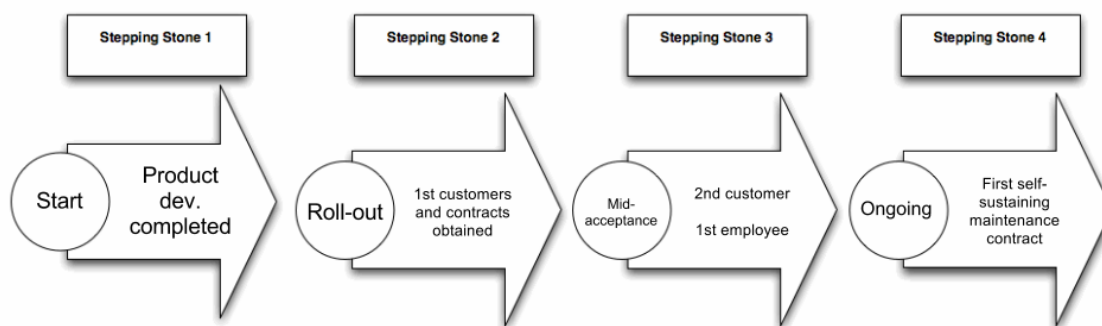 Stepping Stone 1
Stepping Stone 2
Stepping Stone 3
Stepping Stone 4
Start
Product
dev.
completed
Roll-out
1st customers
and contracts
obtained
Mid-
acceptance
2nd customer
1st employee
Ongoing
First self-
sustaining
maintenance
contract